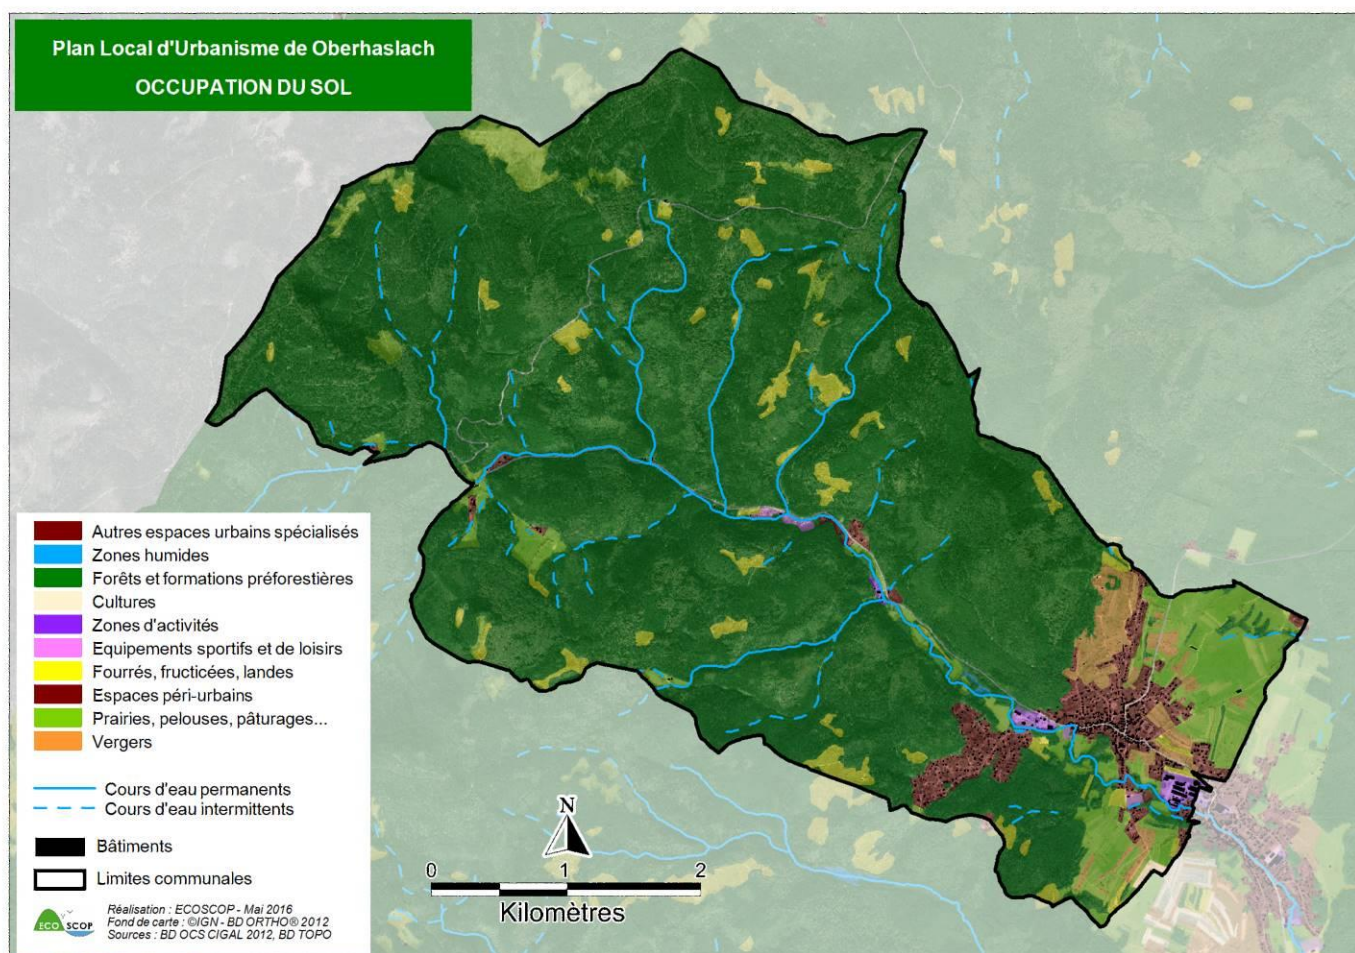 Plan Local d'Urbanisme de Oberhaslach
OCCUPATION DU SOL
Autres espaces urbains spécialisés
Zones humides
Forêts et formations préforestières
Cultures
Zones d'activités
Equipements sportifs et de loisirs
Fourrés, fructicées, landes
Espaces péri-urbains
Prairies, pelouses, pâturages...
Vergers
Cours d'eau permanents
Cours d'eau intermittents
Bâtiments
Limites communales
ECO SCOP
Réalisation : ECOSCOP - Mai 2016
Fond de carte : ©IGN - BD ORTHO® 2012
Sources : BD OCS CIGAL 2012, BD TOPO
N
0 1 2
Kilomètres